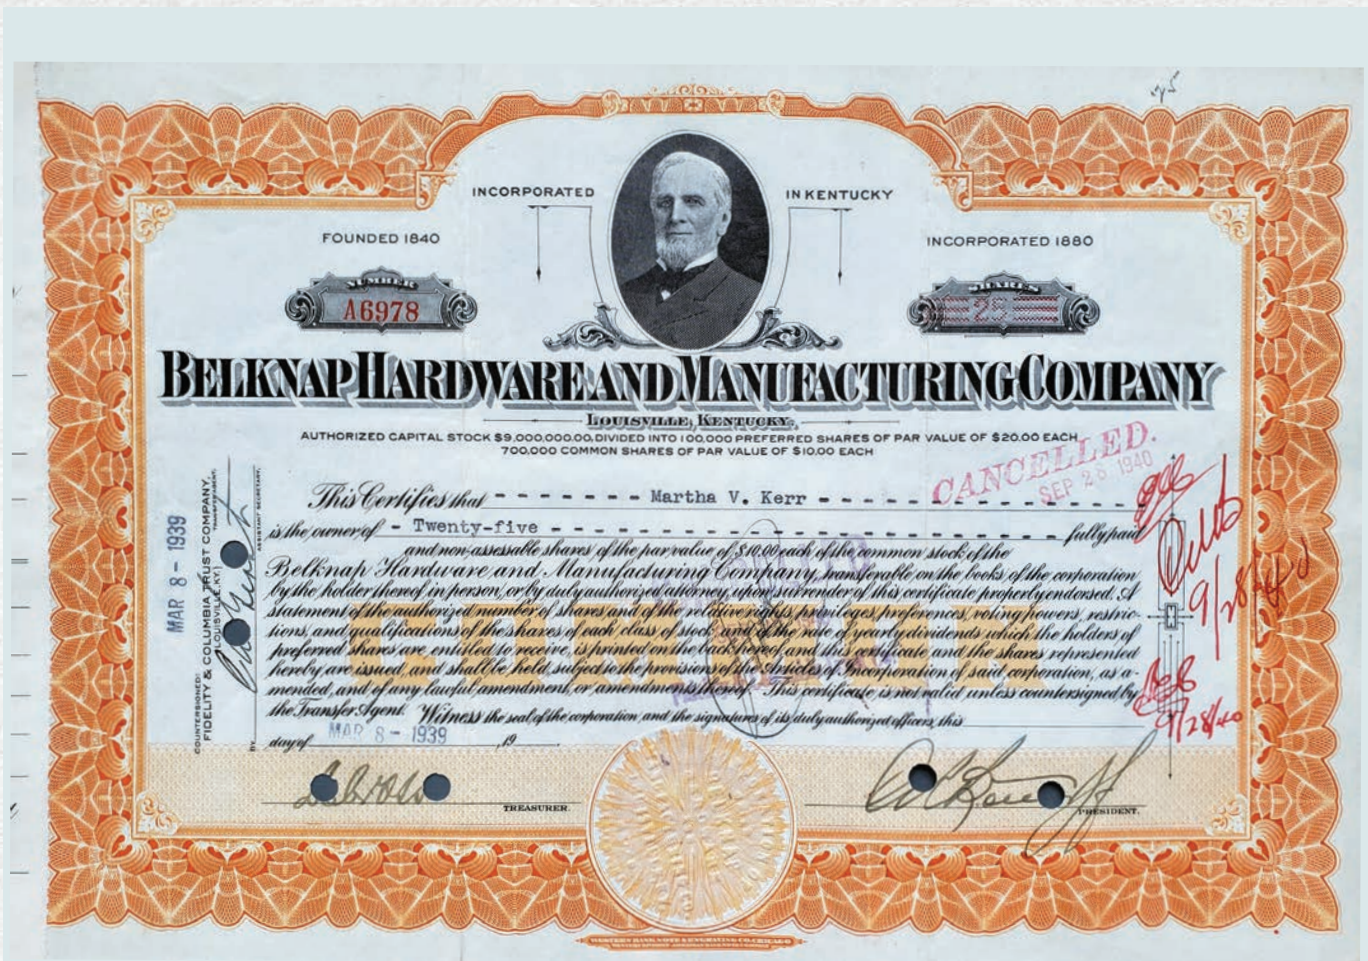 25
INCORPORATED IN KENTUCKY
FOUNDED 1840
INCORPORATED 1880
NUMBER
A6978
SHARES
25
BELKNAP HARDWARE AND MANUFACTURING COMPANY
LOUISVILLE, KENTUCKY.
AUTHORIZED CAPITAL STOCK $9,000,000.00, DIVIDED INTO 100,000 PREFERRED SHARES OF PAR VALUE OF $20.00 EACH
700,000 COMMON SHARES OF PAR VALUE OF $10.00 EACH
CANCELLED.
SEP 28 1940
This Certifies that - - - - - - - - - Martha V. Kerr - - - - - - -
is the owner of - Twenty-five - - - - - - - - - - - - - - - - - - - - - - - fully paid
and non-assessable shares of the par value of $10.00 each of the common stock of the
Belknap Hardware and Manufacturing Company, transferable on the books of the corporation
by the holder thereof in person, or by duly authorized attorney, upon surrender of this certificate properly endorsed. A
statement of the authorized number of shares and of the relative rights, privileges, preferences, voting powers, restric-
tions, and qualifications of the shares of each class of stock, and of the rate of yearly dividends which the holders of
preferred shares are entitled to receive, is printed on the back hereof and this certificate and the shares represented
hereby are issued, and shall be held, subject to the provisions of the Articles of Incorporation of said corporation, as a-
mended, and of any lawful amendment, or amendments thereof. This certificate is not valid unless countersigned by
the Transfer Agent. Witness the seal of the corporation, and the signatures of its duly authorized officers, this
day of MAR 8 - 1939 , 19
COMMON
MAR 8 - 1939
COUNTERSIGNED:
FIDELITY & COLUMBIA TRUST COMPANY,
(LOUISVILLE, KY.)
TRANSFER AGENT.
BY
ASSISTANT SECRETARY.
9/28/40
9/28/40
TREASURER.
PRESIDENT.
WESTERN BANK NOTE & ENGRAVING CO. CHICAGO